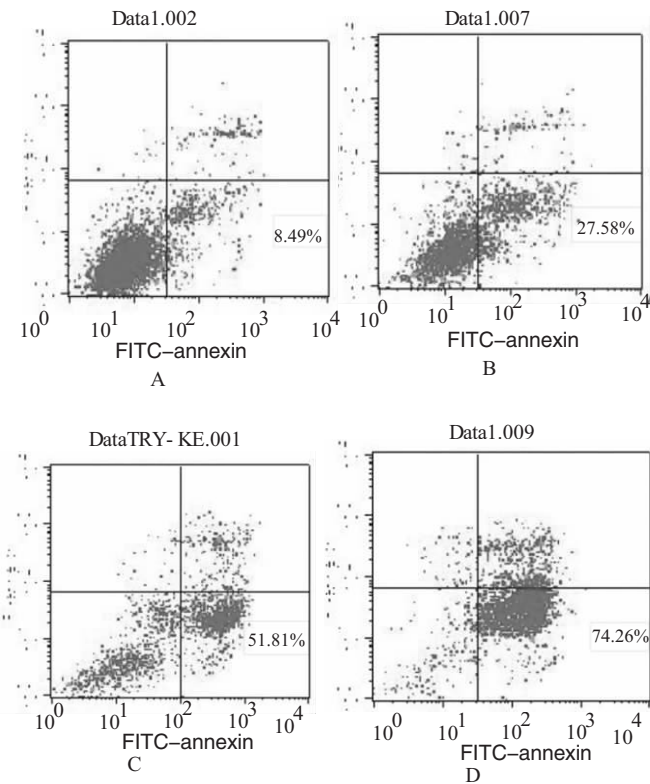 Data1.002
8.49%
10^0 10^1 10^2 10^3 10^4
FITC–annexin
A
Data1.007
27.58%
10^0 10^1 10^2 10^3 10^4
FITC–annexin
B
DataTRY- KE.001
51.81%
10^0 10^1 10^2 10^3 10^4
FITC–annexin
C
Data1.009
74.26%
10^0 10^1 10^2 10^3 10^4
FITC–annexin
D